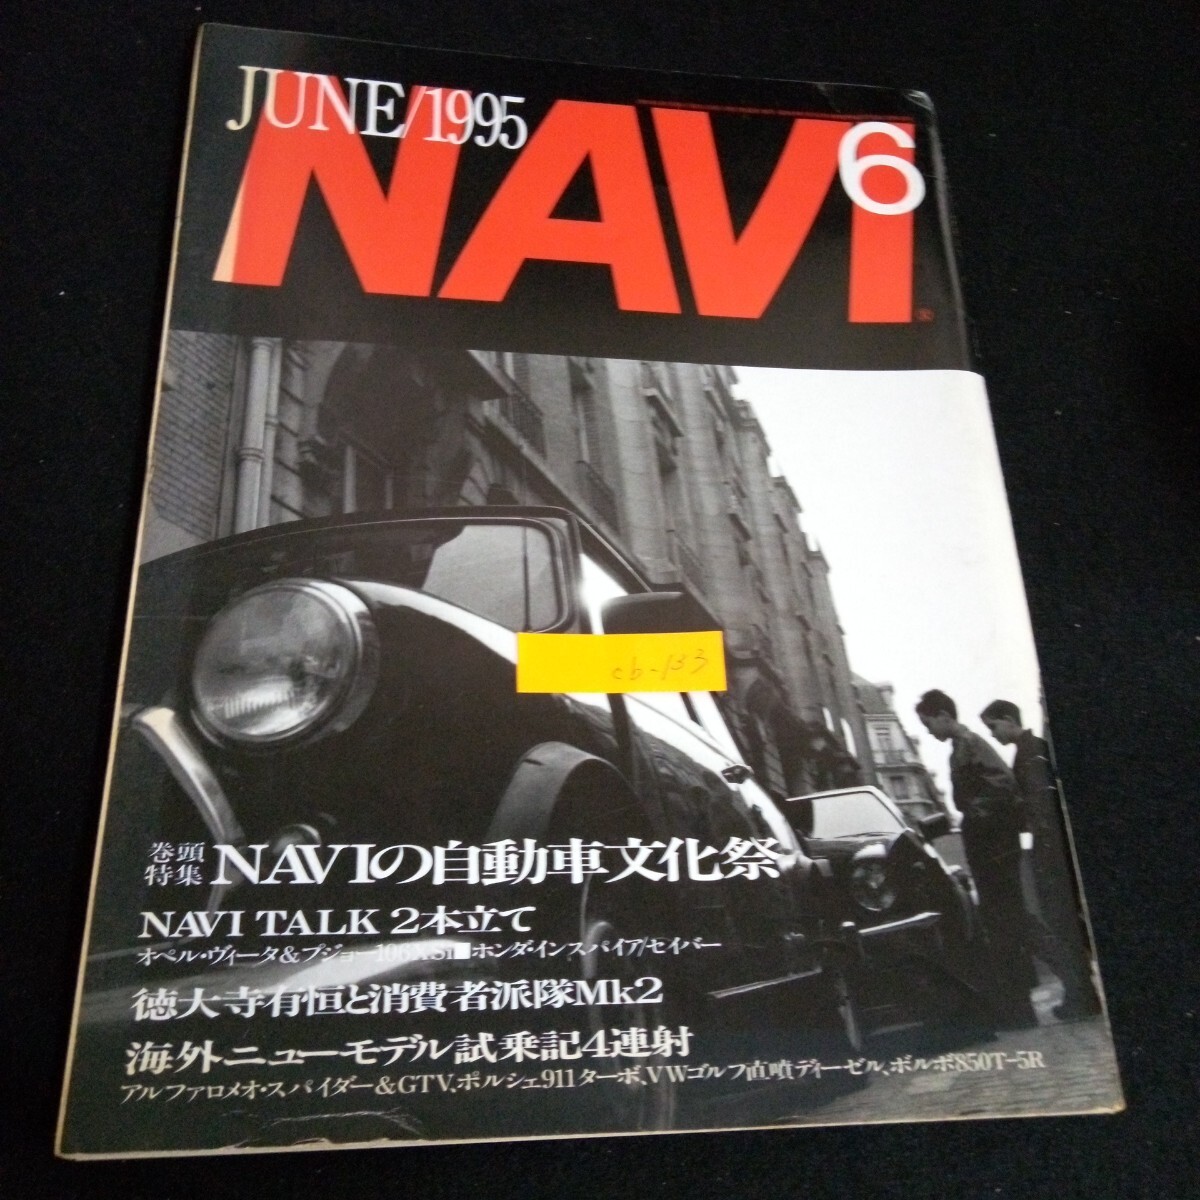 JUNE/1995
NAVI
6
cb-133
巻頭
特集
NAVIの自動車文化祭
NAVI TALK 2本立て
オペル・ヴィータ&プジョー106XSi■ホンダ・インスパイア/セイバー
徳大寺有恒と消費者派隊Mk2
海外ニューモデル試乗記4連射
アルファロメオ・スパイダー&GTV、ポルシェ911ターボ、VWゴルフ直噴ディーゼル、ボルボ850T-5R